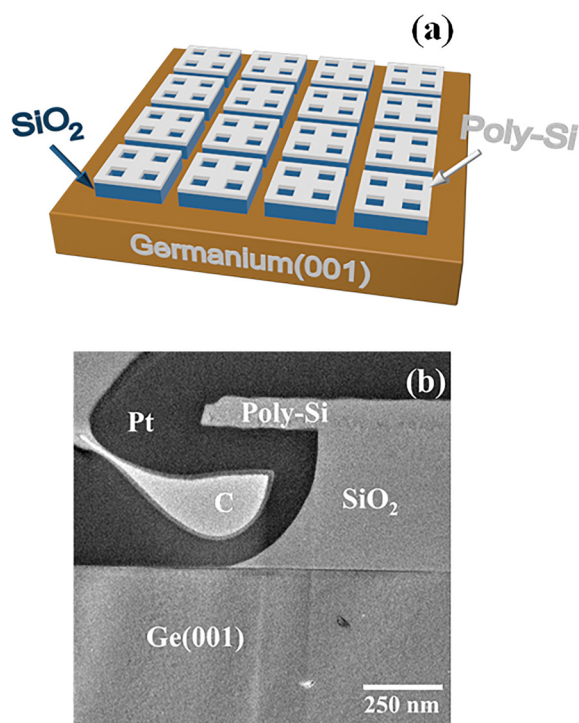 (a)
SiO₂
Poly-Si
Germanium(001)
(b)
Pt
Poly-Si
C
SiO₂
Ge(001)
250 nm